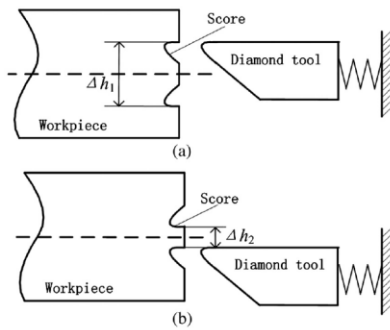 Score
Diamond tool
Δh₁
Workpiece
(a)
Score
Δh₂
Diamond tool
Workpiece
(b)